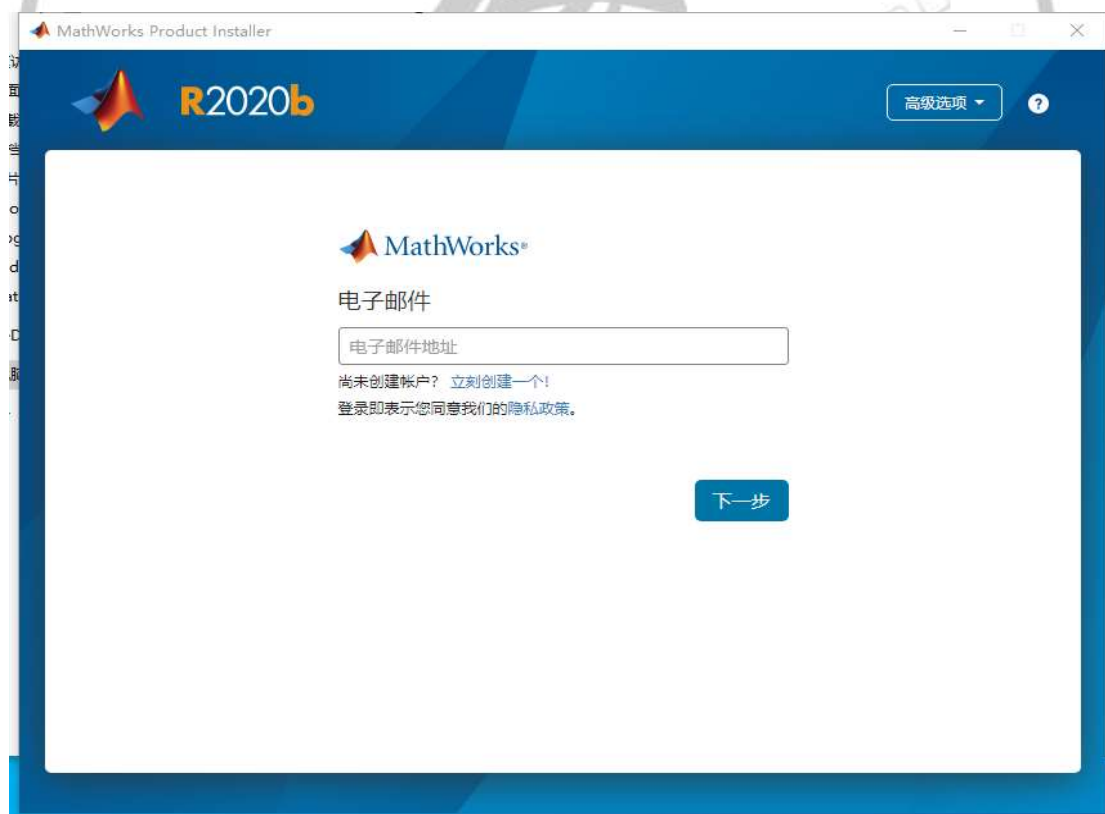 MathWorks Product Installer
R2020b
高级选项
?
MathWorks®
电子邮件
电子邮件地址
尚未创建帐户? 立刻创建一个!
登录即表示您同意我们的隐私政策。
下一步